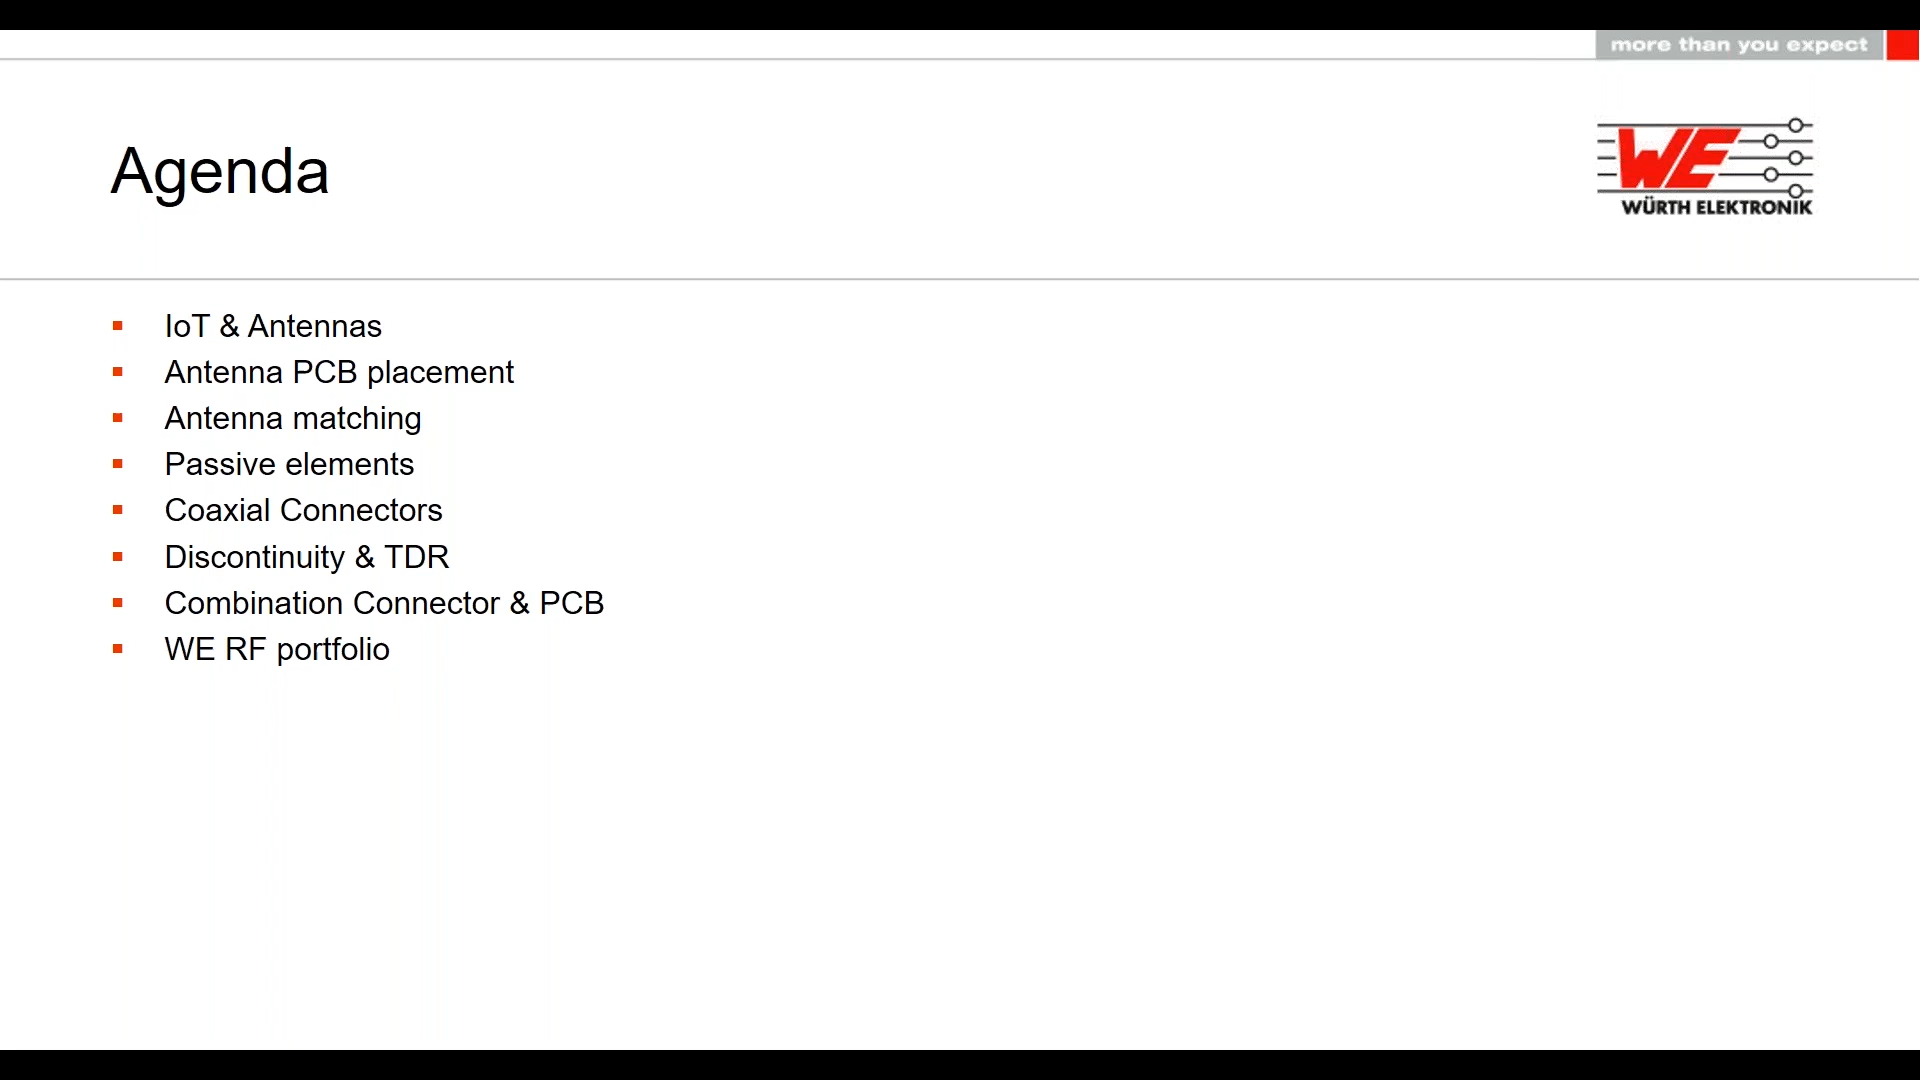 more than you expect
Agenda
WE
WÜRTH ELEKTRONIK
IoT & Antennas
Antenna PCB placement
Antenna matching
Passive elements
Coaxial Connectors
Discontinuity & TDR
Combination Connector & PCB
WE RF portfolio